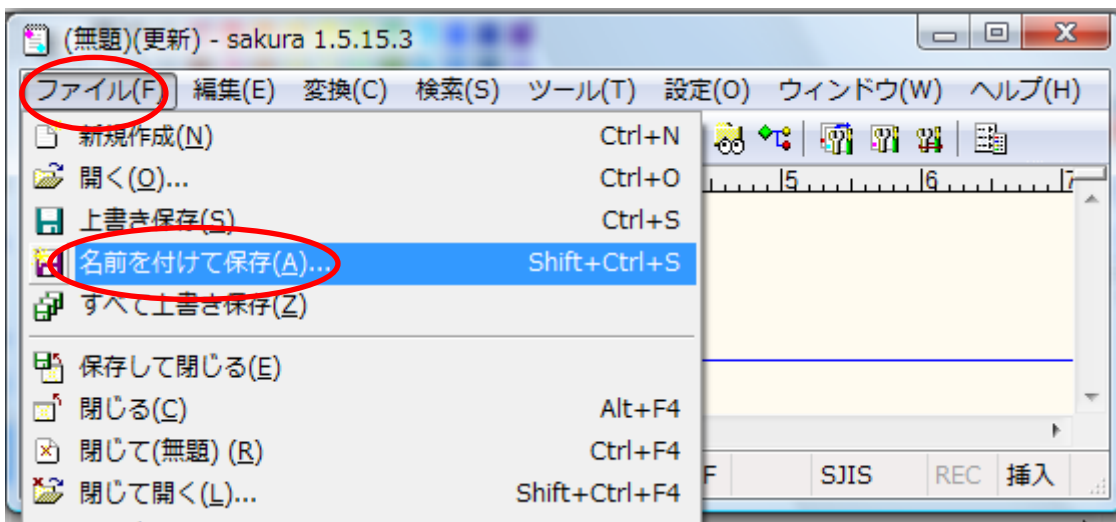 (無題)(更新) - sakura 1.5.15.3
ファイル(F) 編集(E) 変換(C) 検索(S) ツール(T) 設定(O) ウィンドウ(W) ヘルプ(H)
新規作成(N) Ctrl+N
開く(O)... Ctrl+O
5 6 7
上書き保存(S) Ctrl+S
名前を付けて保存(A)... Shift+Ctrl+S
すべて上書き保存(Z)
保存して閉じる(E)
閉じる(C) Alt+F4
閉じて(無題) (R) Ctrl+F4
閉じて開く(L)... Shift+Ctrl+F4
F SJIS REC 挿入